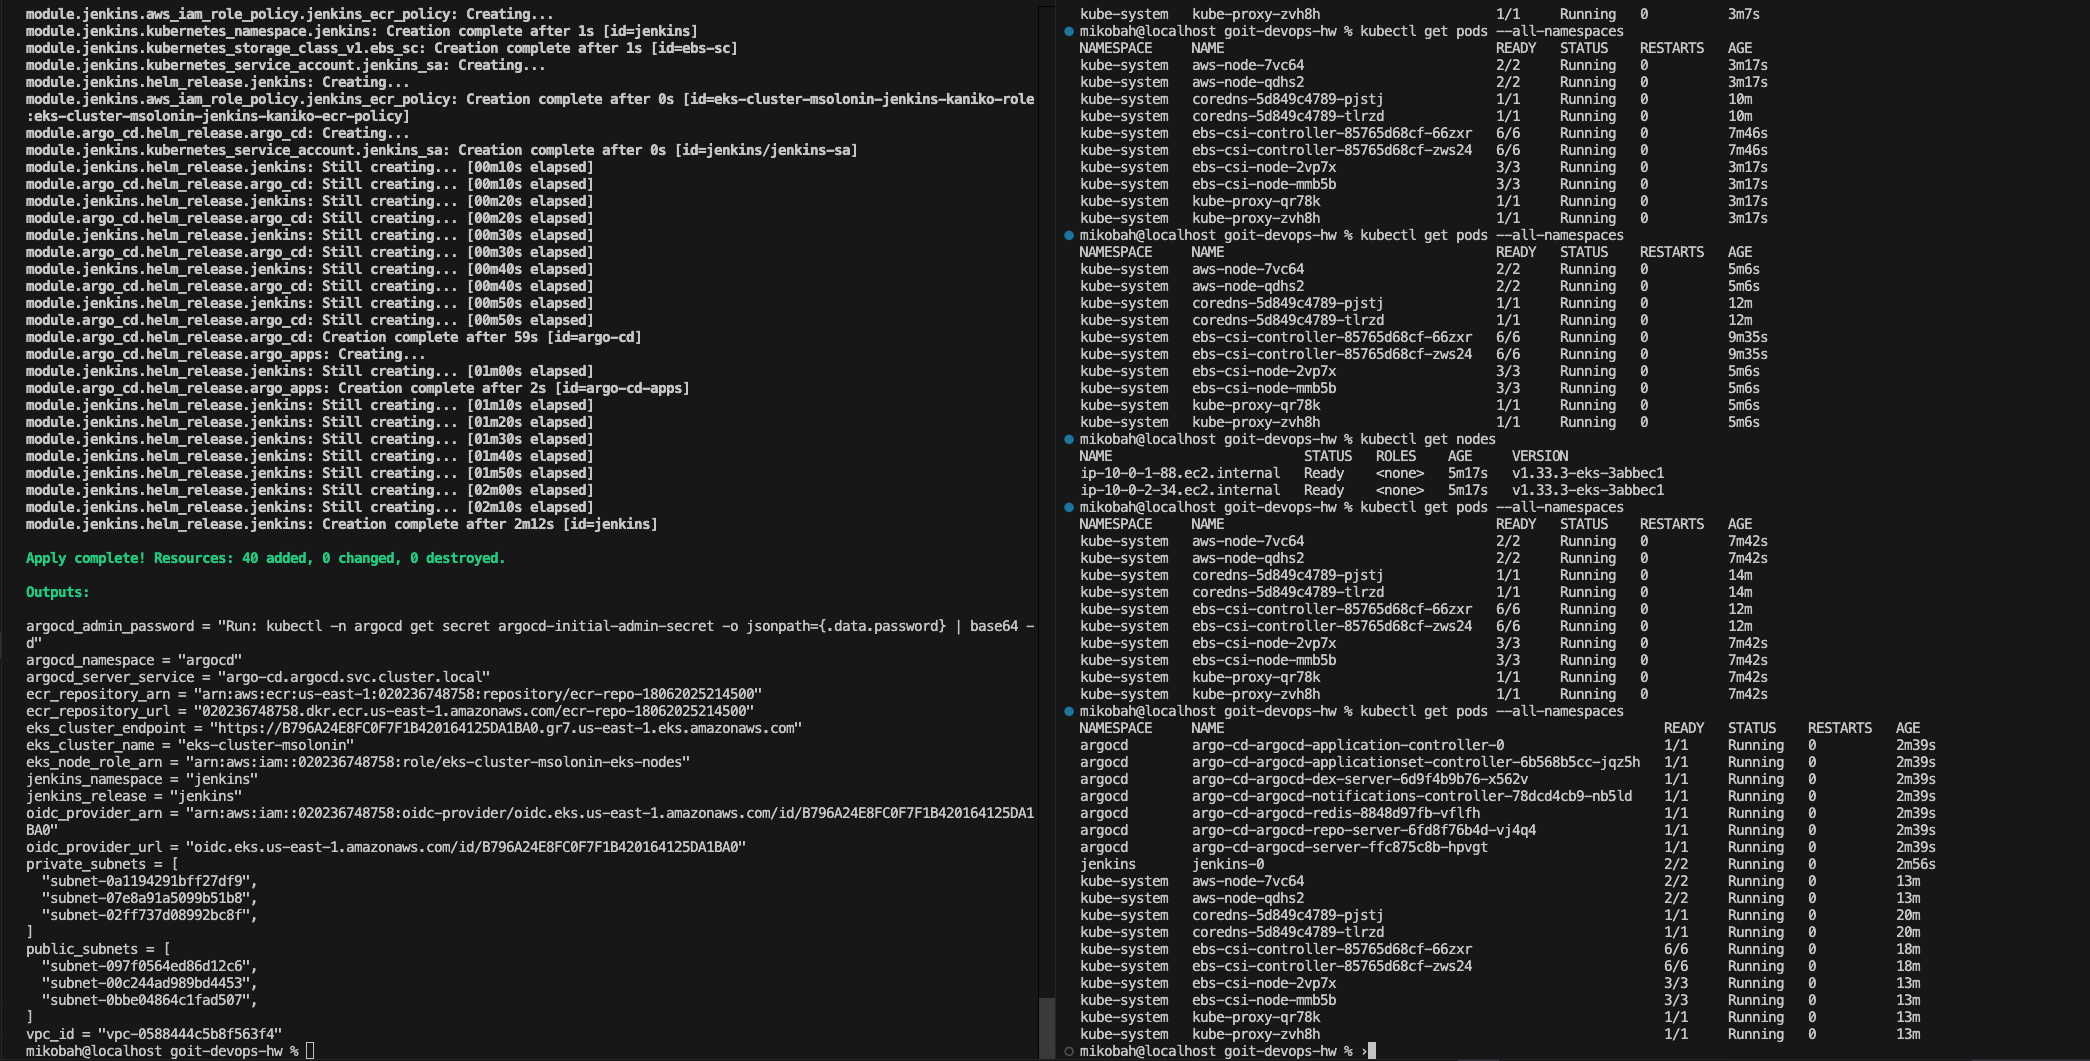 module.jenkins.aws_iam_role_policy.jenkins_ecr_policy: Creating...
module.jenkins.kubernetes_namespace.jenkins: Creation complete after 1s [id=jenkins]
module.jenkins.kubernetes_storage_class_v1.ebs_sc: Creation complete after 1s [id=ebs-sc]
module.jenkins.kubernetes_service_account.jenkins_sa: Creating...
module.jenkins.helm_release.jenkins: Creating...
module.jenkins.aws_iam_role_policy.jenkins_ecr_policy: Creation complete after 0s [id=eks-cluster-msolonin-jenkins-kaniko-role
:eks-cluster-msolonin-jenkins-kaniko-ecr-policy]
module.argo_cd.helm_release.argo_cd: Creating...
module.jenkins.kubernetes_service_account.jenkins_sa: Creation complete after 0s [id=jenkins/jenkins-sa]
module.jenkins.helm_release.jenkins: Still creating... [00m10s elapsed]
module.argo_cd.helm_release.argo_cd: Still creating... [00m10s elapsed]
module.jenkins.helm_release.jenkins: Still creating... [00m20s elapsed]
module.argo_cd.helm_release.argo_cd: Still creating... [00m20s elapsed]
module.jenkins.helm_release.jenkins: Still creating... [00m30s elapsed]
module.argo_cd.helm_release.argo_cd: Still creating... [00m30s elapsed]
module.jenkins.helm_release.jenkins: Still creating... [00m40s elapsed]
module.argo_cd.helm_release.argo_cd: Still creating... [00m40s elapsed]
module.jenkins.helm_release.jenkins: Still creating... [00m50s elapsed]
module.argo_cd.helm_release.argo_cd: Still creating... [00m50s elapsed]
module.argo_cd.helm_release.argo_cd: Creation complete after 59s [id=argo-cd]
module.argo_cd.helm_release.argo_apps: Creating...
module.jenkins.helm_release.jenkins: Still creating... [01m00s elapsed]
module.argo_cd.helm_release.argo_apps: Creation complete after 2s [id=argo-cd-apps]
module.jenkins.helm_release.jenkins: Still creating... [01m10s elapsed]
module.jenkins.helm_release.jenkins: Still creating... [01m20s elapsed]
module.jenkins.helm_release.jenkins: Still creating... [01m30s elapsed]
module.jenkins.helm_release.jenkins: Still creating... [01m40s elapsed]
module.jenkins.helm_release.jenkins: Still creating... [01m50s elapsed]
module.jenkins.helm_release.jenkins: Still creating... [02m00s elapsed]
module.jenkins.helm_release.jenkins: Still creating... [02m10s elapsed]
module.jenkins.helm_release.jenkins: Creation complete after 2m12s [id=jenkins]
Apply complete! Resources: 40 added, 0 changed, 0 destroyed.
Outputs:
argocd_admin_password = "Run: kubectl -n argocd get secret argocd-initial-admin-secret -o jsonpath={.data.password} | base64 -
d"
argocd_namespace = "argocd"
argocd_server_service = "argo-cd.argocd.svc.cluster.local"
ecr_repository_arn = "arn:aws:ecr:us-east-1:020236748758:repository/ecr-repo-18062025214500"
ecr_repository_url = "020236748758.dkr.ecr.us-east-1.amazonaws.com/ecr-repo-18062025214500"
eks_cluster_endpoint = "https://B796A24E8FC0F7F1B420164125DA1BA0.gr7.us-east-1.eks.amazonaws.com"
eks_cluster_name = "eks-cluster-msolonin"
eks_node_role_arn = "arn:aws:iam::020236748758:role/eks-cluster-msolonin-eks-nodes"
jenkins_namespace = "jenkins"
jenkins_release = "jenkins"
oidc_provider_arn = "arn:aws:iam::020236748758:oidc-provider/oidc.eks.us-east-1.amazonaws.com/id/B796A24E8FC0F7F1B420164125DA1
BA0"
oidc_provider_url = "oidc.eks.us-east-1.amazonaws.com/id/B796A24E8FC0F7F1B420164125DA1BA0"
private_subnets = [
  "subnet-0a1194291bff27df9",
  "subnet-07e8a91a5099b51b8",
  "subnet-02ff737d08992bc8f",
]
public_subnets = [
  "subnet-097f0564ed86d12c6",
  "subnet-00c244ad989bd4453",
  "subnet-0bbe04864c1fad507",
]
vpc_id = "vpc-0588444c5b8f563f4"
mikobah@localhost goit-devops-hw %
kube-system   kube-proxy-zvh8h   1/1   Running   0   3m7s
mikobah@localhost goit-devops-hw % kubectl get pods --all-namespaces
NAMESPACE   NAME   READY   STATUS   RESTARTS   AGE
kube-system   aws-node-7vc64   2/2   Running   0   3m17s
kube-system   aws-node-qdhs2   2/2   Running   0   3m17s
kube-system   coredns-5d849c4789-pjstj   1/1   Running   0   10m
kube-system   coredns-5d849c4789-tlrzd   1/1   Running   0   10m
kube-system   ebs-csi-controller-85765d68cf-66zxr   6/6   Running   0   7m46s
kube-system   ebs-csi-controller-85765d68cf-zws24   6/6   Running   0   7m46s
kube-system   ebs-csi-node-2vp7x   3/3   Running   0   3m17s
kube-system   ebs-csi-node-mmb5b   3/3   Running   0   3m17s
kube-system   kube-proxy-qr78k   1/1   Running   0   3m17s
kube-system   kube-proxy-zvh8h   1/1   Running   0   3m17s
mikobah@localhost goit-devops-hw % kubectl get pods --all-namespaces
NAMESPACE   NAME   READY   STATUS   RESTARTS   AGE
kube-system   aws-node-7vc64   2/2   Running   0   5m6s
kube-system   aws-node-qdhs2   2/2   Running   0   5m6s
kube-system   coredns-5d849c4789-pjstj   1/1   Running   0   12m
kube-system   coredns-5d849c4789-tlrzd   1/1   Running   0   12m
kube-system   ebs-csi-controller-85765d68cf-66zxr   6/6   Running   0   9m35s
kube-system   ebs-csi-controller-85765d68cf-zws24   6/6   Running   0   9m35s
kube-system   ebs-csi-node-2vp7x   3/3   Running   0   5m6s
kube-system   ebs-csi-node-mmb5b   3/3   Running   0   5m6s
kube-system   kube-proxy-qr78k   1/1   Running   0   5m6s
kube-system   kube-proxy-zvh8h   1/1   Running   0   5m6s
mikobah@localhost goit-devops-hw % kubectl get nodes
NAME   STATUS   ROLES   AGE   VERSION
ip-10-0-1-88.ec2.internal   Ready   <none>   5m17s   v1.33.3-eks-3abbec1
ip-10-0-2-34.ec2.internal   Ready   <none>   5m17s   v1.33.3-eks-3abbec1
mikobah@localhost goit-devops-hw % kubectl get pods --all-namespaces
NAMESPACE   NAME   READY   STATUS   RESTARTS   AGE
kube-system   aws-node-7vc64   2/2   Running   0   7m42s
kube-system   aws-node-qdhs2   2/2   Running   0   7m42s
kube-system   coredns-5d849c4789-pjstj   1/1   Running   0   14m
kube-system   coredns-5d849c4789-tlrzd   1/1   Running   0   14m
kube-system   ebs-csi-controller-85765d68cf-66zxr   6/6   Running   0   12m
kube-system   ebs-csi-controller-85765d68cf-zws24   6/6   Running   0   12m
kube-system   ebs-csi-node-2vp7x   3/3   Running   0   7m42s
kube-system   ebs-csi-node-mmb5b   3/3   Running   0   7m42s
kube-system   kube-proxy-qr78k   1/1   Running   0   7m42s
kube-system   kube-proxy-zvh8h   1/1   Running   0   7m42s
mikobah@localhost goit-devops-hw % kubectl get pods --all-namespaces
NAMESPACE   NAME   READY   STATUS   RESTARTS   AGE
argocd   argo-cd-argocd-application-controller-0   1/1   Running   0   2m39s
argocd   argo-cd-argocd-applicationset-controller-6b568b5cc-jqz5h   1/1   Running   0   2m39s
argocd   argo-cd-argocd-dex-server-6d9f4b9b76-x562v   1/1   Running   0   2m39s
argocd   argo-cd-argocd-notifications-controller-78dcd4cb9-nb5ld   1/1   Running   0   2m39s
argocd   argo-cd-argocd-redis-8848d97fb-vflfh   1/1   Running   0   2m39s
argocd   argo-cd-argocd-repo-server-6fd8f76b4d-vj4q4   1/1   Running   0   2m39s
argocd   argo-cd-argocd-server-ffc875c8b-hpvgt   1/1   Running   0   2m39s
jenkins   jenkins-0   2/2   Running   0   2m56s
kube-system   aws-node-7vc64   2/2   Running   0   13m
kube-system   aws-node-qdhs2   2/2   Running   0   13m
kube-system   coredns-5d849c4789-pjstj   1/1   Running   0   20m
kube-system   coredns-5d849c4789-tlrzd   1/1   Running   0   20m
kube-system   ebs-csi-controller-85765d68cf-66zxr   6/6   Running   0   18m
kube-system   ebs-csi-controller-85765d68cf-zws24   6/6   Running   0   18m
kube-system   ebs-csi-node-2vp7x   3/3   Running   0   13m
kube-system   ebs-csi-node-mmb5b   3/3   Running   0   13m
kube-system   kube-proxy-qr78k   1/1   Running   0   13m
kube-system   kube-proxy-zvh8h   1/1   Running   0   13m
mikobah@localhost goit-devops-hw % ›